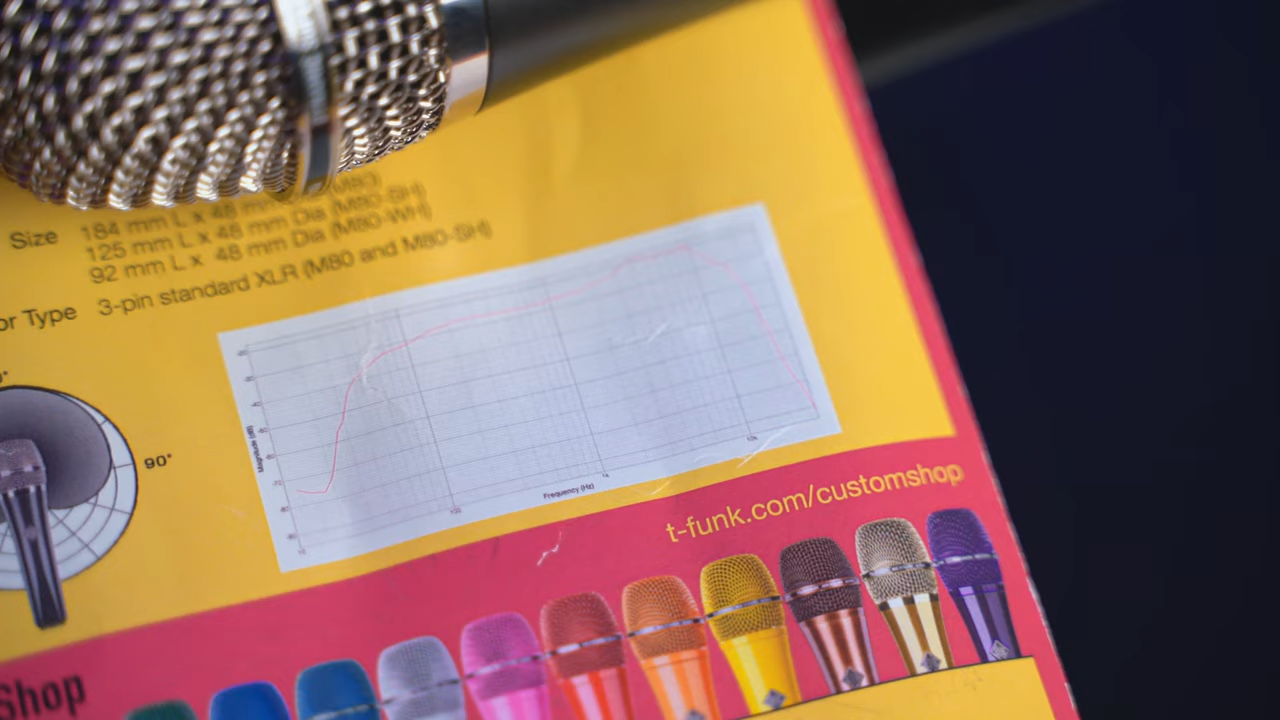 (M80)
Size 184 mm L x 48 mm Dia (M80-SH)
125 mm L x 48 mm Dia (M80-WH)
92 mm L x 48 mm Dia
or Type 3-pin standard XLR (M80 and M80-SH)
90°
Magnitude (dB)
Frequency (Hz)
t-funk.com/customshop
Shop